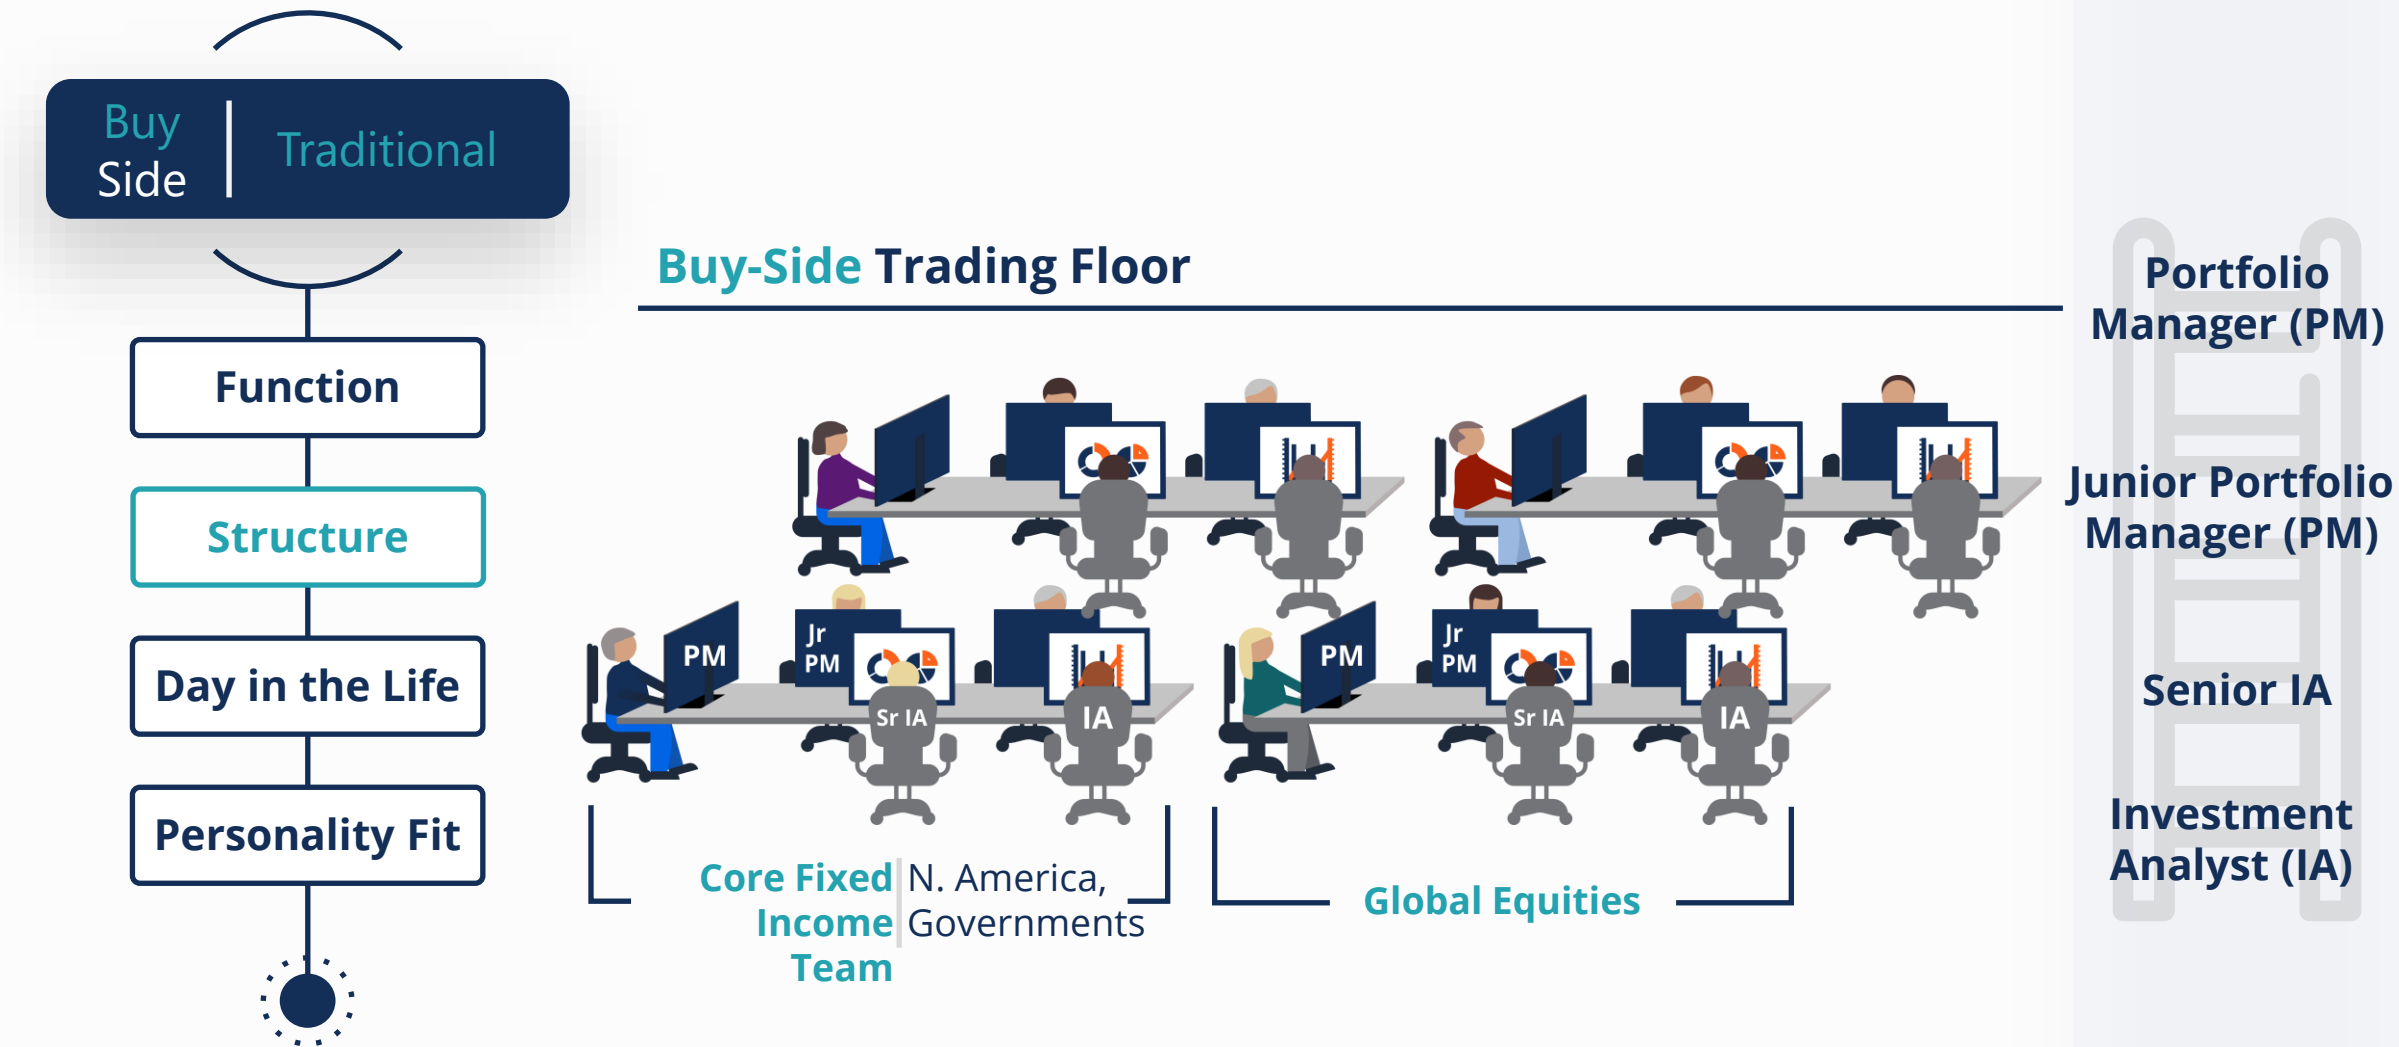 Buy
Side
Traditional
Function
Structure
Day in the Life
Personality Fit
Buy-Side Trading Floor
PM
Jr
PM
Sr IA
IA
PM
Jr
PM
Sr IA
IA
Core Fixed
Income
Team
N. America,
Governments
Global Equities
Portfolio
Manager (PM)
Junior Portfolio
Manager (PM)
Senior IA
Investment
Analyst (IA)